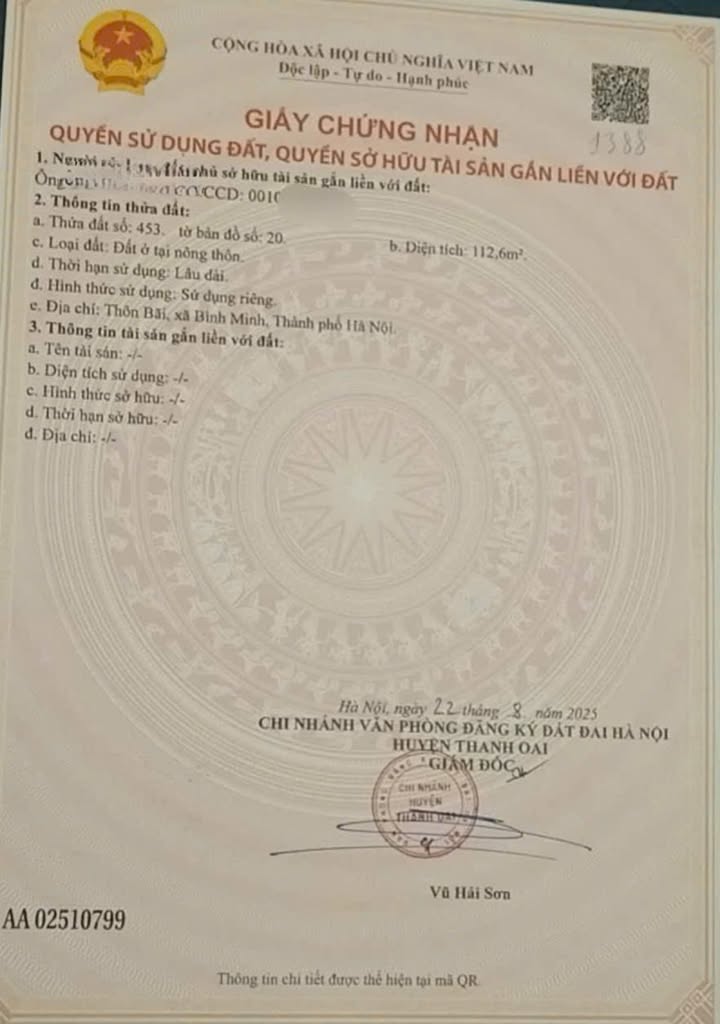 CỘNG HÒA XÃ HỘI CHỦ NGHĨA VIỆT NAM
Độc lập - Tự do - Hạnh phúc
1388
GIẤY CHỨNG NHẬN
QUYỀN SỬ DỤNG ĐẤT, QUYỀN SỞ HỮU TÀI SẢN GẮN LIỀN VỚI ĐẤT
1. Người chủ sở hữu tài sản gắn liền với đất:
Ông CCCD: 001
2. Thông tin thửa đất:
a. Thửa đất số: 453. tờ bản đồ số: 20. b. Diện tích: 112,6m².
c. Loại đất: Đất ở tại nông thôn.
d. Thời hạn sử dụng: Lâu dài.
đ. Hình thức sử dụng: Sử dụng riêng.
e. Địa chỉ: Thôn Bãi, xã Bình Minh, Thành phố Hà Nội.
3. Thông tin tài sản gắn liền với đất:
a. Tên tài sản: -/-
b. Diện tích sử dụng: -/-
c. Hình thức sở hữu: -/-
d. Thời hạn sở hữu: -/-
đ. Địa chỉ: -/-
Hà Nội, ngày 22 tháng 8 năm 2025
CHI NHÁNH VĂN PHÒNG ĐĂNG KÝ ĐẤT ĐAI HÀ NỘI
HUYỆN THANH OAI
GIÁM ĐỐC
CHI NHÁNH
HUYỆN
THANH OAI
Vũ Hải Sơn
AA 02510799
Thông tin chi tiết được thể hiện tại mã QR.